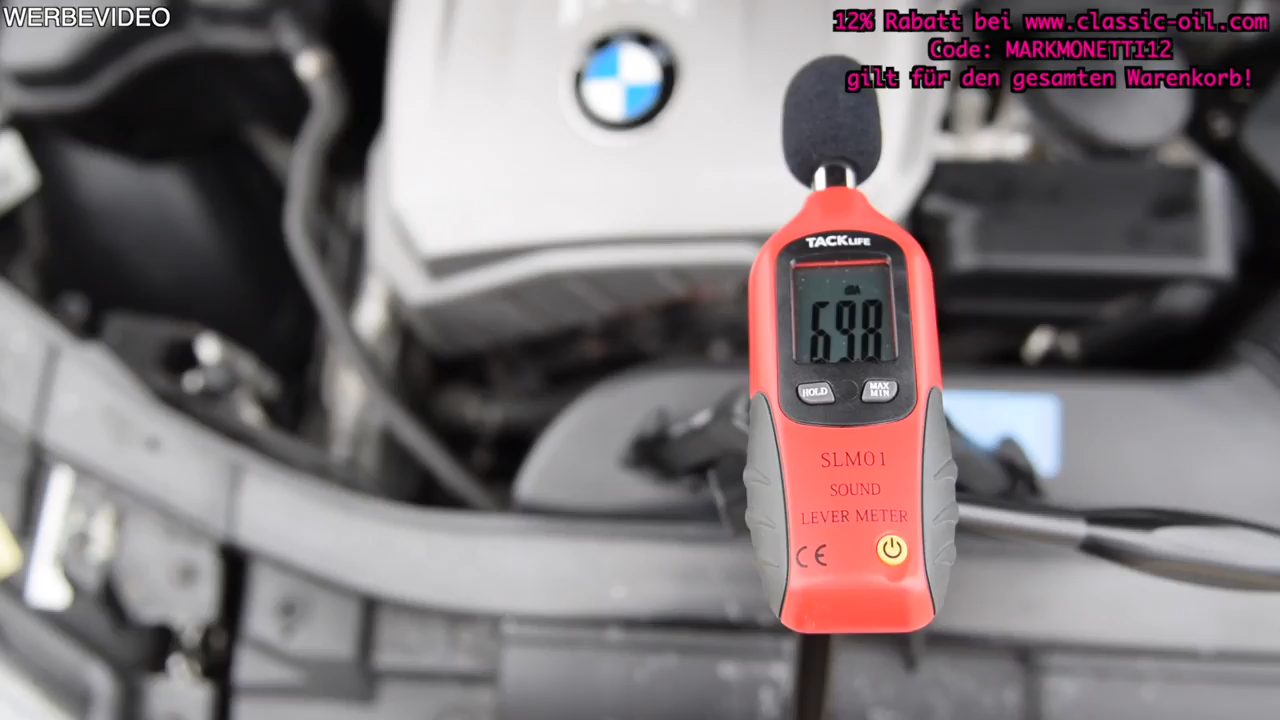 WERBEVIDEO
12% Rabatt bei www.classic-oil.com
Code: MARKMONETTI12
gilt für den gesamten Warenkorb!
TACKLIFE
dBA
69.8
HOLD
MAX
MIN
SLM01
SOUND
LEVER METER
CE